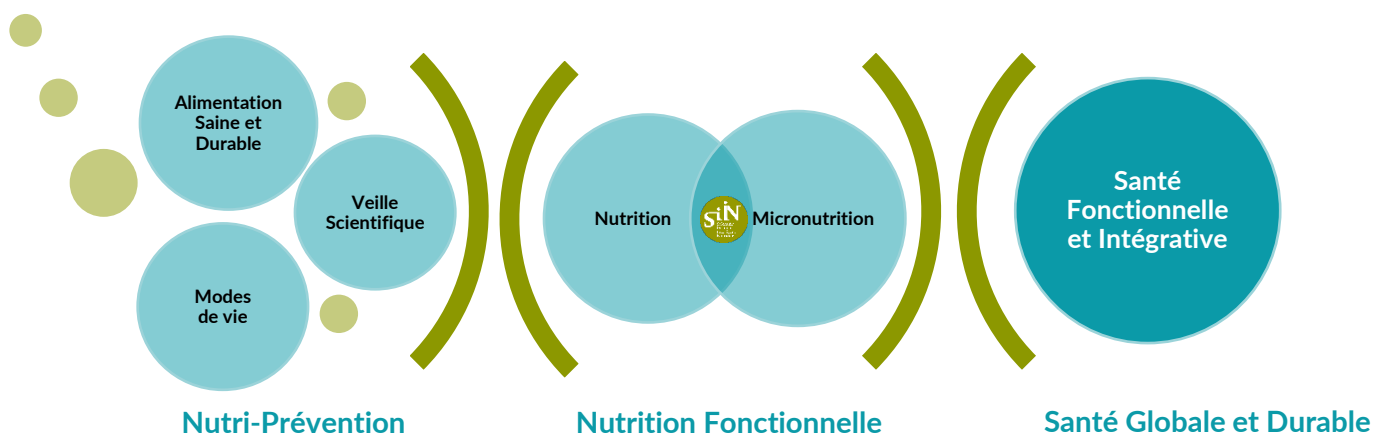 Alimentation
Saine et
Durable
Veille
Scientifique
Modes
de vie
Nutri-Prévention
Nutrition
SiiN
Micronutrition
Nutrition Fonctionnelle
Santé
Fonctionnelle
et Intégrative
Santé Globale et Durable